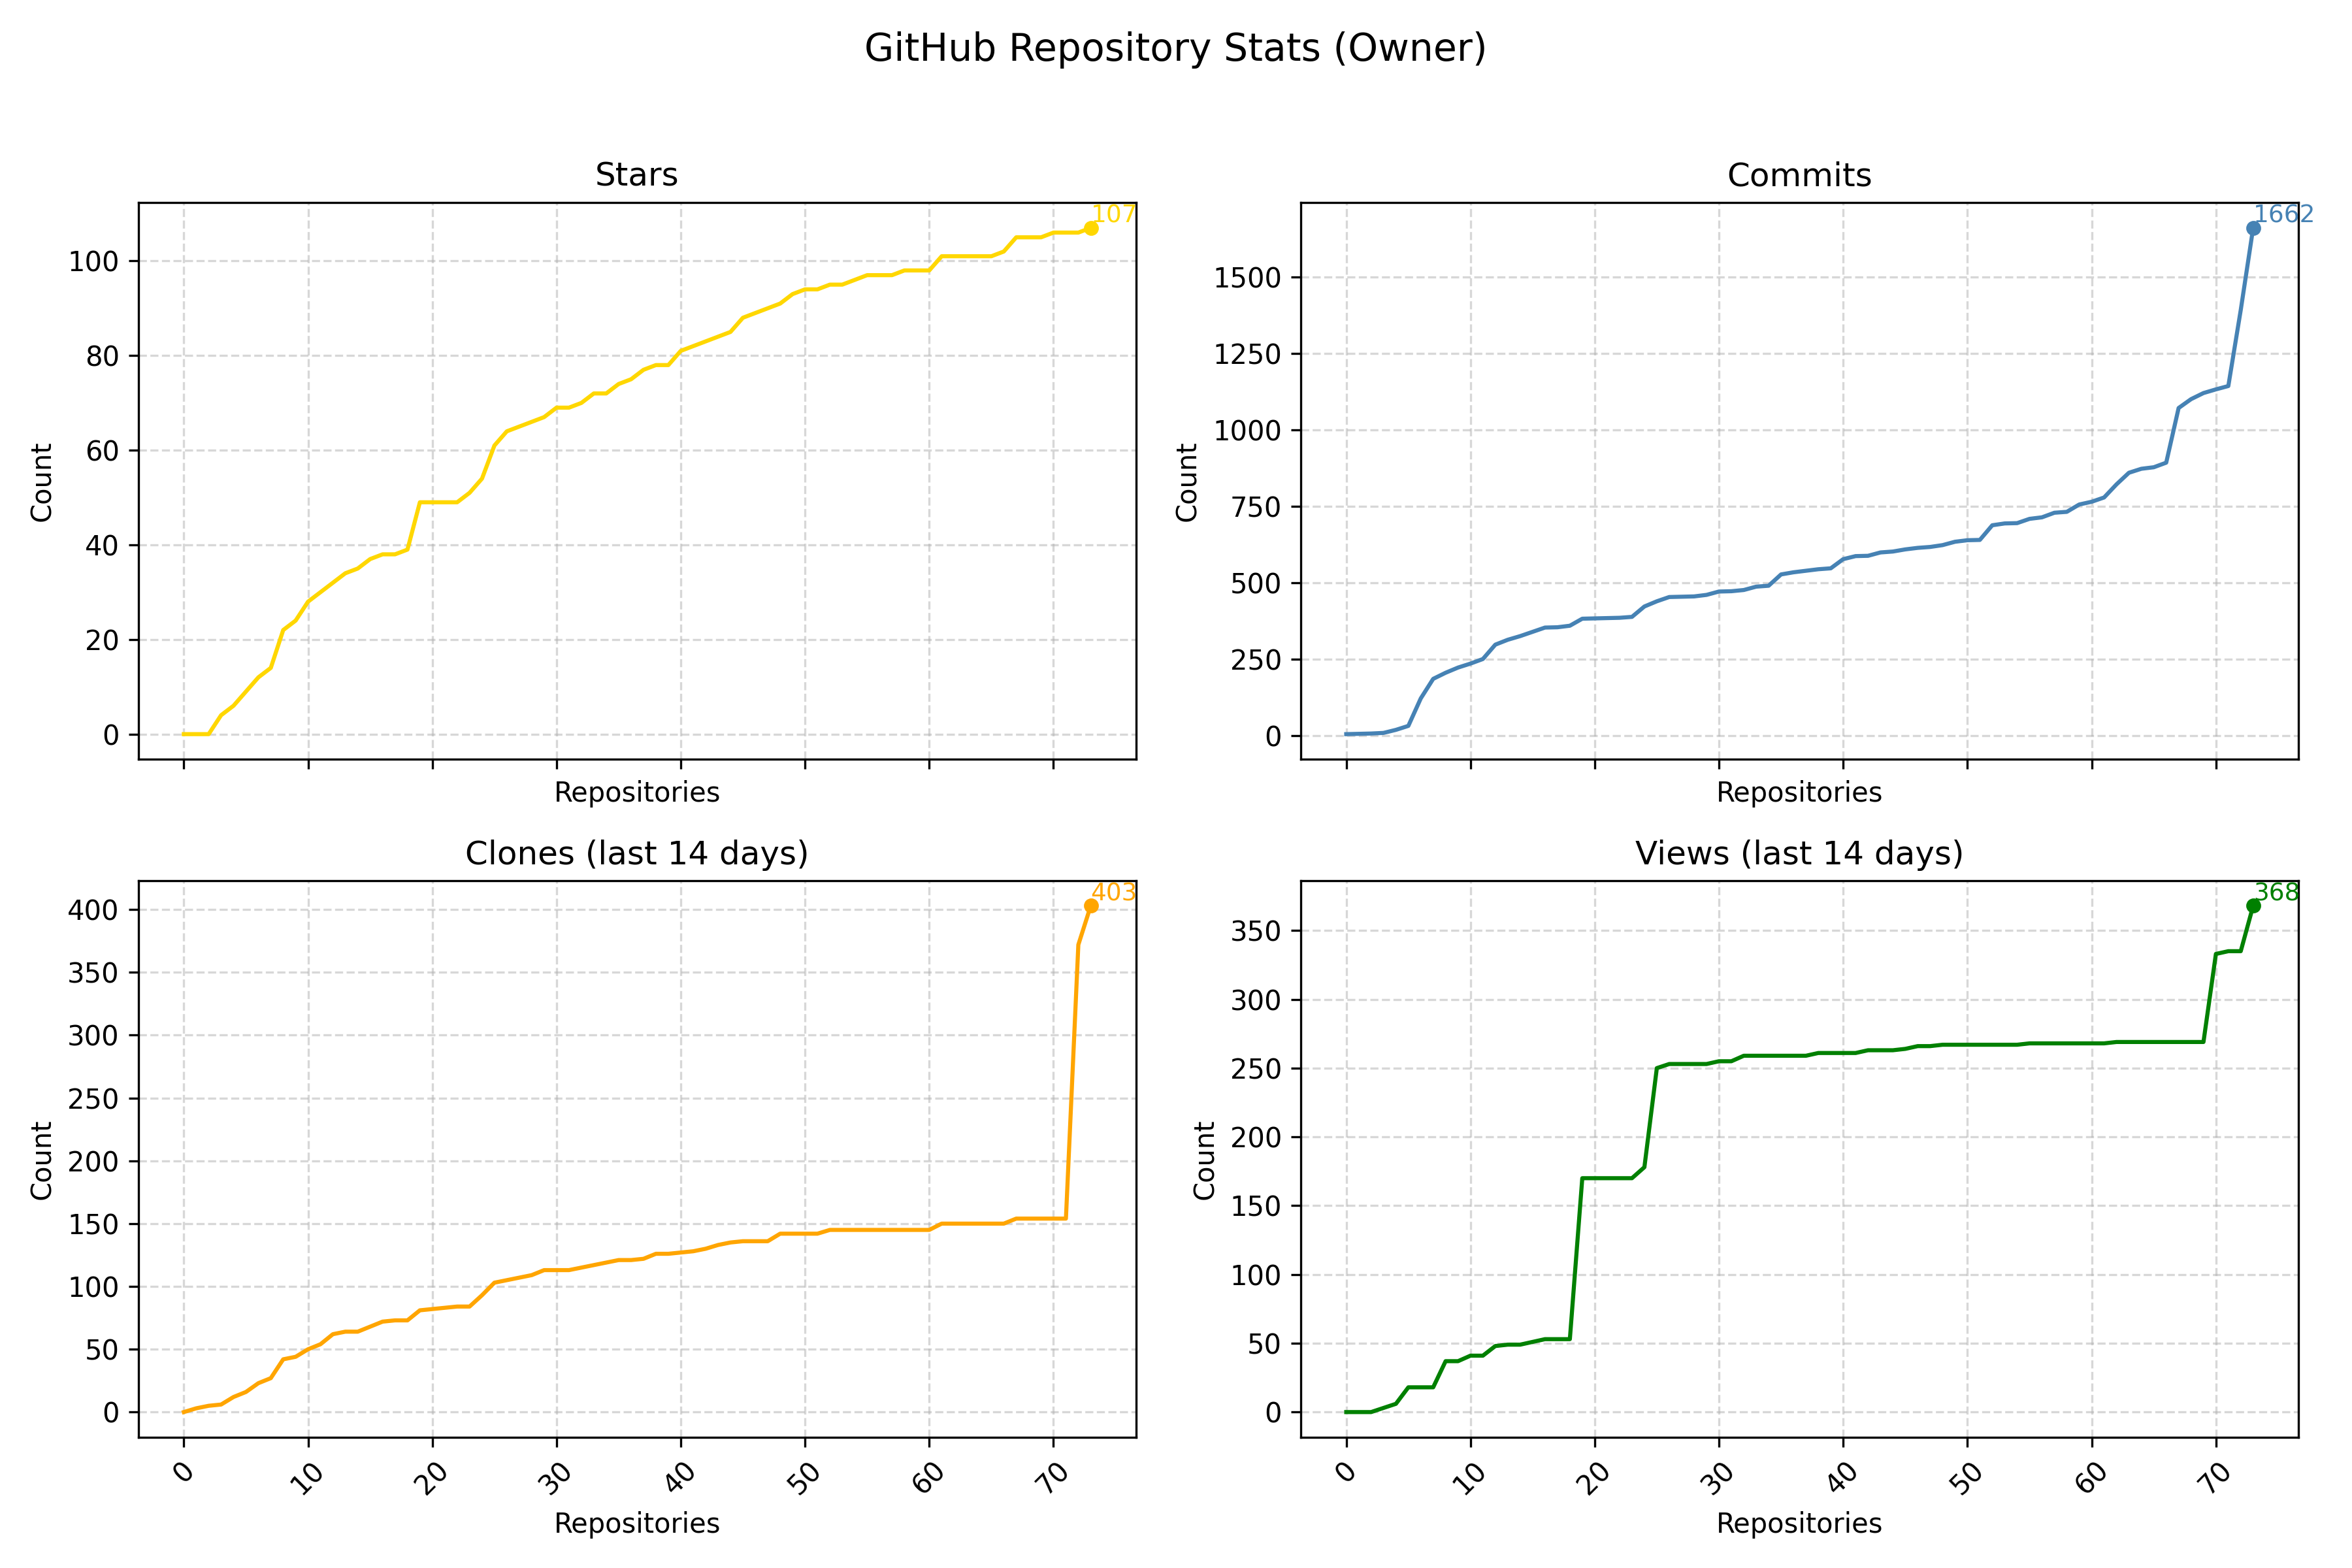 GitHub Repository Stats (Owner)
Stars
107
100
80
60
40
20
0
Count
Repositories
Commits
1662
1500
1250
1000
750
500
250
0
Count
Repositories
Clones (last 14 days)
403
400
350
300
250
200
150
100
50
0
Count
0 10 20 30 40 50 60 70
Repositories
Views (last 14 days)
368
350
300
250
200
150
100
50
0
Count
0 10 20 30 40 50 60 70
Repositories